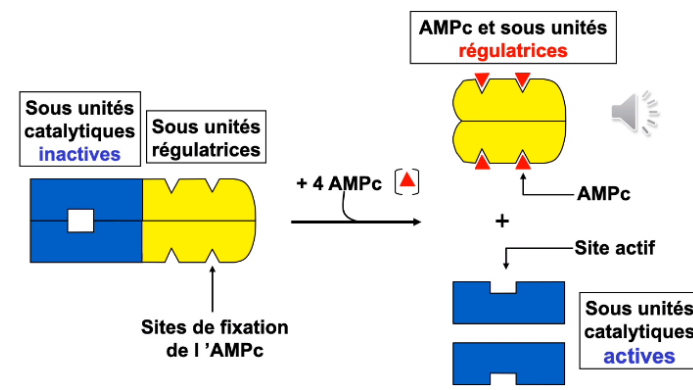 AMPc et sous unités
régulatrices
Sous unités
catalytiques
inactives
Sous unités
régulatrices
+ 4 AMPc
AMPc
+
Site actif
Sites de fixation
de l ’AMPc
Sous unités
catalytiques
actives